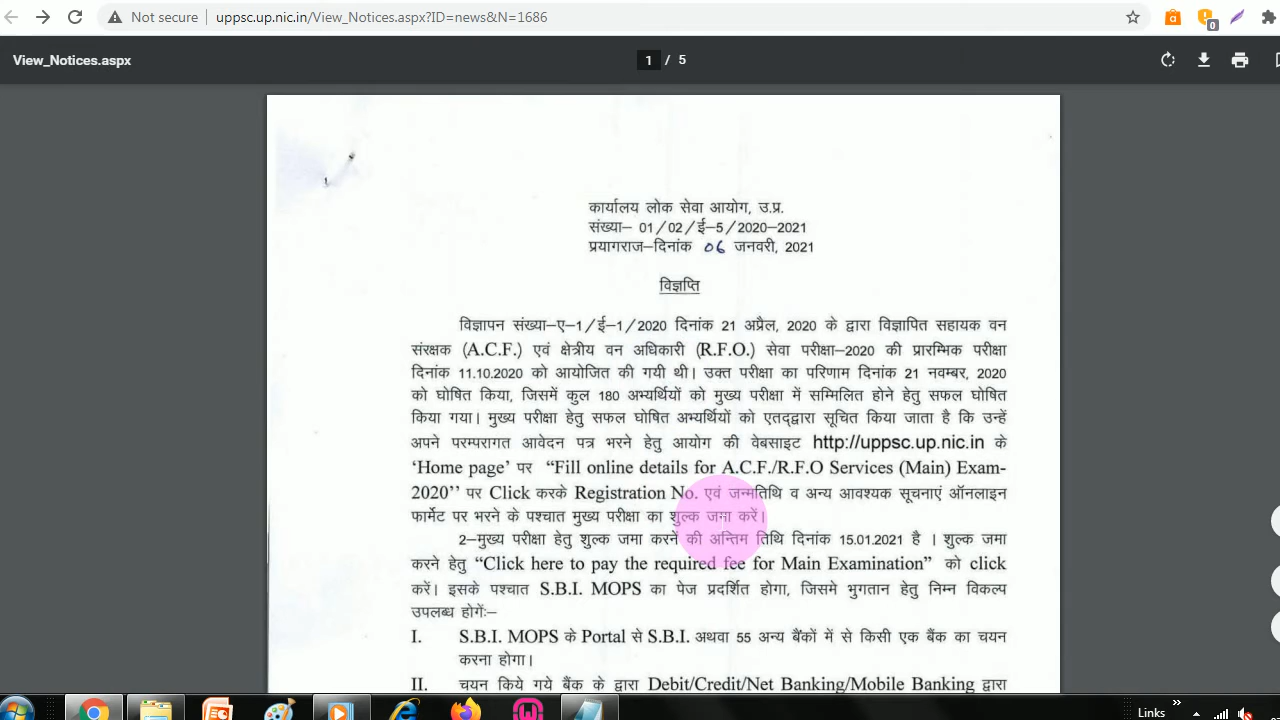 Not secure
uppsc.up.nic.in/View_Notices.aspx?ID=news&N=1686
0
View_Notices.aspx
1 / 5
कार्यालय लोक सेवा आयोग, उ.प्र.
संख्या– 01/02/ई–5/2020–2021
प्रयागराज–दिनांक 06 जनवरी, 2021
विज्ञप्ति
विज्ञापन संख्या–ए–1/ई–1/2020 दिनांक 21 अप्रैल, 2020 के द्वारा विज्ञापित सहायक वन
संरक्षक (A.C.F.) एवं क्षेत्रीय वन अधिकारी (R.F.O.) सेवा परीक्षा–2020 की प्रारम्भिक परीक्षा
दिनांक 11.10.2020 को आयोजित की गयी थी। उक्त परीक्षा का परिणाम दिनांक 21 नवम्बर, 2020
को घोषित किया, जिसमें कुल 180 अभ्यर्थियों को मुख्य परीक्षा में सम्मिलित होने हेतु सफल घोषित
किया गया। मुख्य परीक्षा हेतु सफल घोषित अभ्यर्थियों को एतद्द्वारा सूचित किया जाता है कि उन्हें
अपने परम्परागत आवेदन पत्र भरने हेतु आयोग की वेबसाइट http://uppsc.up.nic.in के
‘Home page’ पर “Fill online details for A.C.F./R.F.O Services (Main) Exam-
2020’’ पर Click करके Registration No. एवं जन्मतिथि व अन्य आवश्यक सूचनाएं ऑनलाइन
फार्मेट पर भरने के पश्चात मुख्य परीक्षा का शुल्क जमा करें।
2–मुख्य परीक्षा हेतु शुल्क जमा करनें की अन्तिम तिथि दिनांक 15.01.2021 है । शुल्क जमा
करने हेतु “Click here to pay the required fee for Main Examination” को click
करें। इसके पश्चात S.B.I. MOPS का पेज प्रदर्शित होगा, जिसमे भुगतान हेतु निम्न विकल्प
उपलब्ध होगें:–
I. S.B.I. MOPS के Portal से S.B.I. अथवा 55 अन्य बैंकों में से किसी एक बैंक का चयन
करना होगा।
II. चयन किये गये बैंक के द्वारा Debit/Credit/Net Banking/Mobile Banking द्वारा
Links